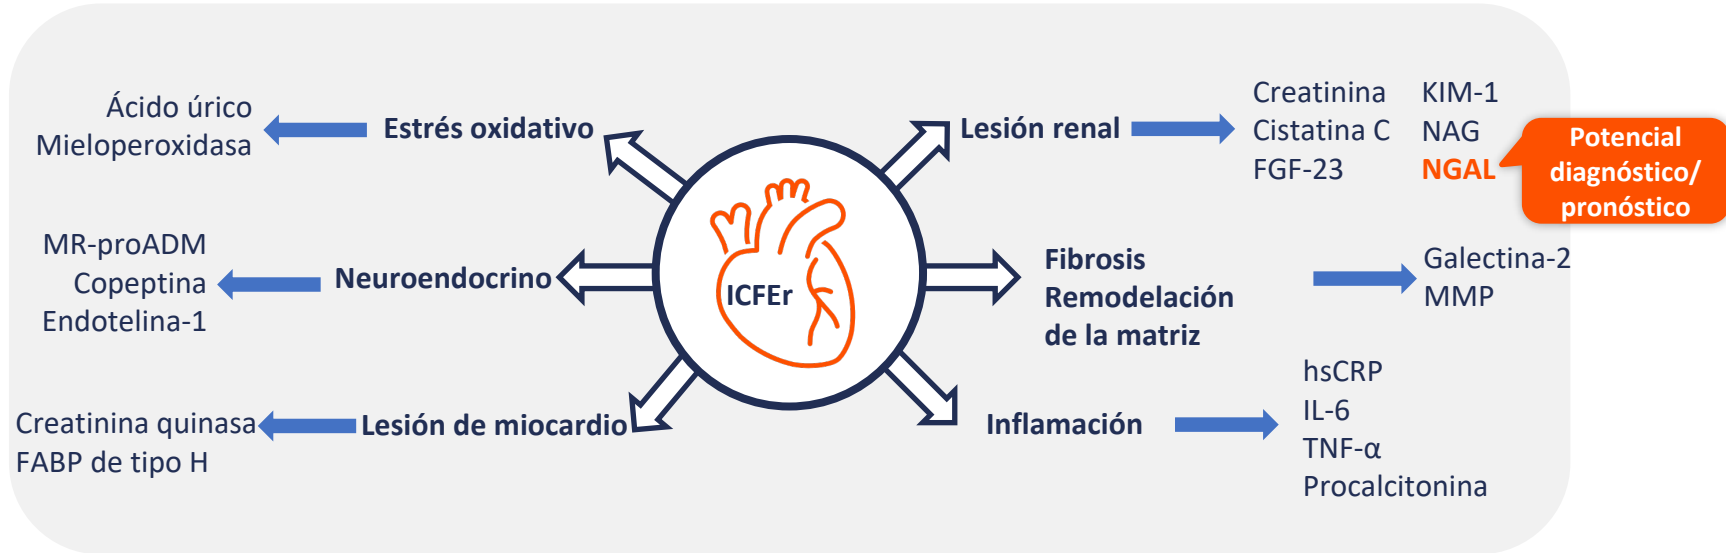 Ácido úrico
Mieloperoxidasa
Estrés oxidativo
MR-proADM
Copeptina
Endotelina-1
Neuroendocrino
Creatinina quinasa
FABP de tipo H
Lesión de miocardio
ICFEr
Lesión renal
Creatinina
Cistatina C
FGF-23
KIM-1
NAG
NGAL
Potencial
diagnóstico/
pronóstico
Fibrosis
Remodelación
de la matriz
Galectina-2
MMP
Inflamación
hsCRP
IL-6
TNF-α
Procalcitonina